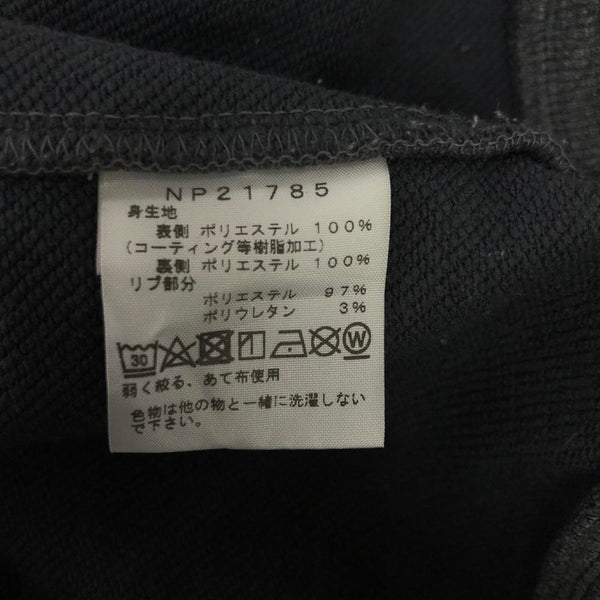 NP21785
身生地
表側 ポリエステル 100%
(コーティング等樹脂加工)
裏側 ポリエステル 100%
リブ部分
ポリエステル 97%
ポリウレタン 3%
30 W
弱く絞る、あて布使用
色物は他の物と一緒に洗濯しない
で下さい。